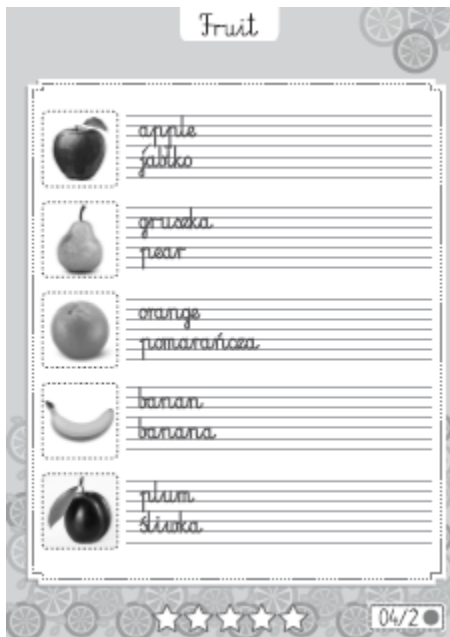 Fruit
apple
jabłko
gruszka
pear
orange
pomarańcza
banan
banana
plum
śliwka
04/2